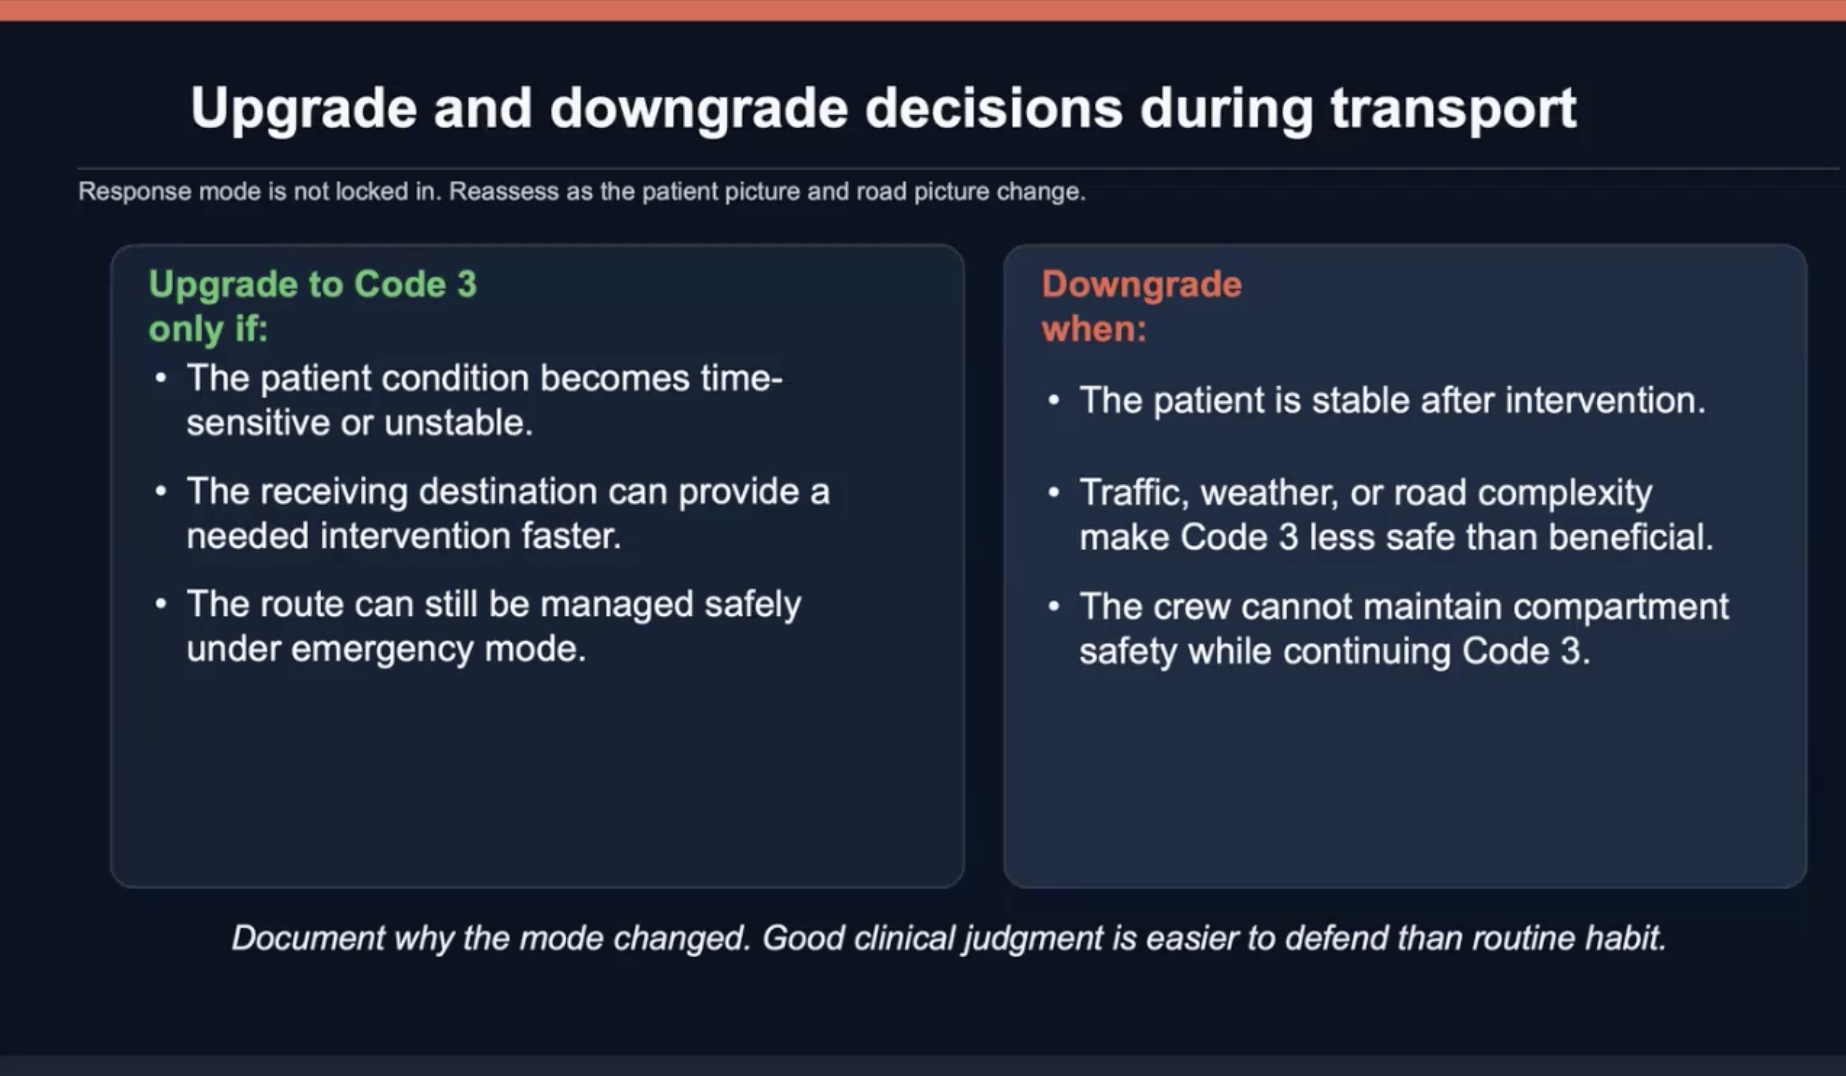 Upgrade and downgrade decisions during transport
Response mode is not locked in. Reassess as the patient picture and road picture change.
Upgrade to Code 3
only if:
• The patient condition becomes time-
sensitive or unstable.
• The receiving destination can provide a
needed intervention faster.
• The route can still be managed safely
under emergency mode.
Downgrade
when:
• The patient is stable after intervention.
• Traffic, weather, or road complexity
make Code 3 less safe than beneficial.
• The crew cannot maintain compartment
safety while continuing Code 3.
Document why the mode changed. Good clinical judgment is easier to defend than routine habit.